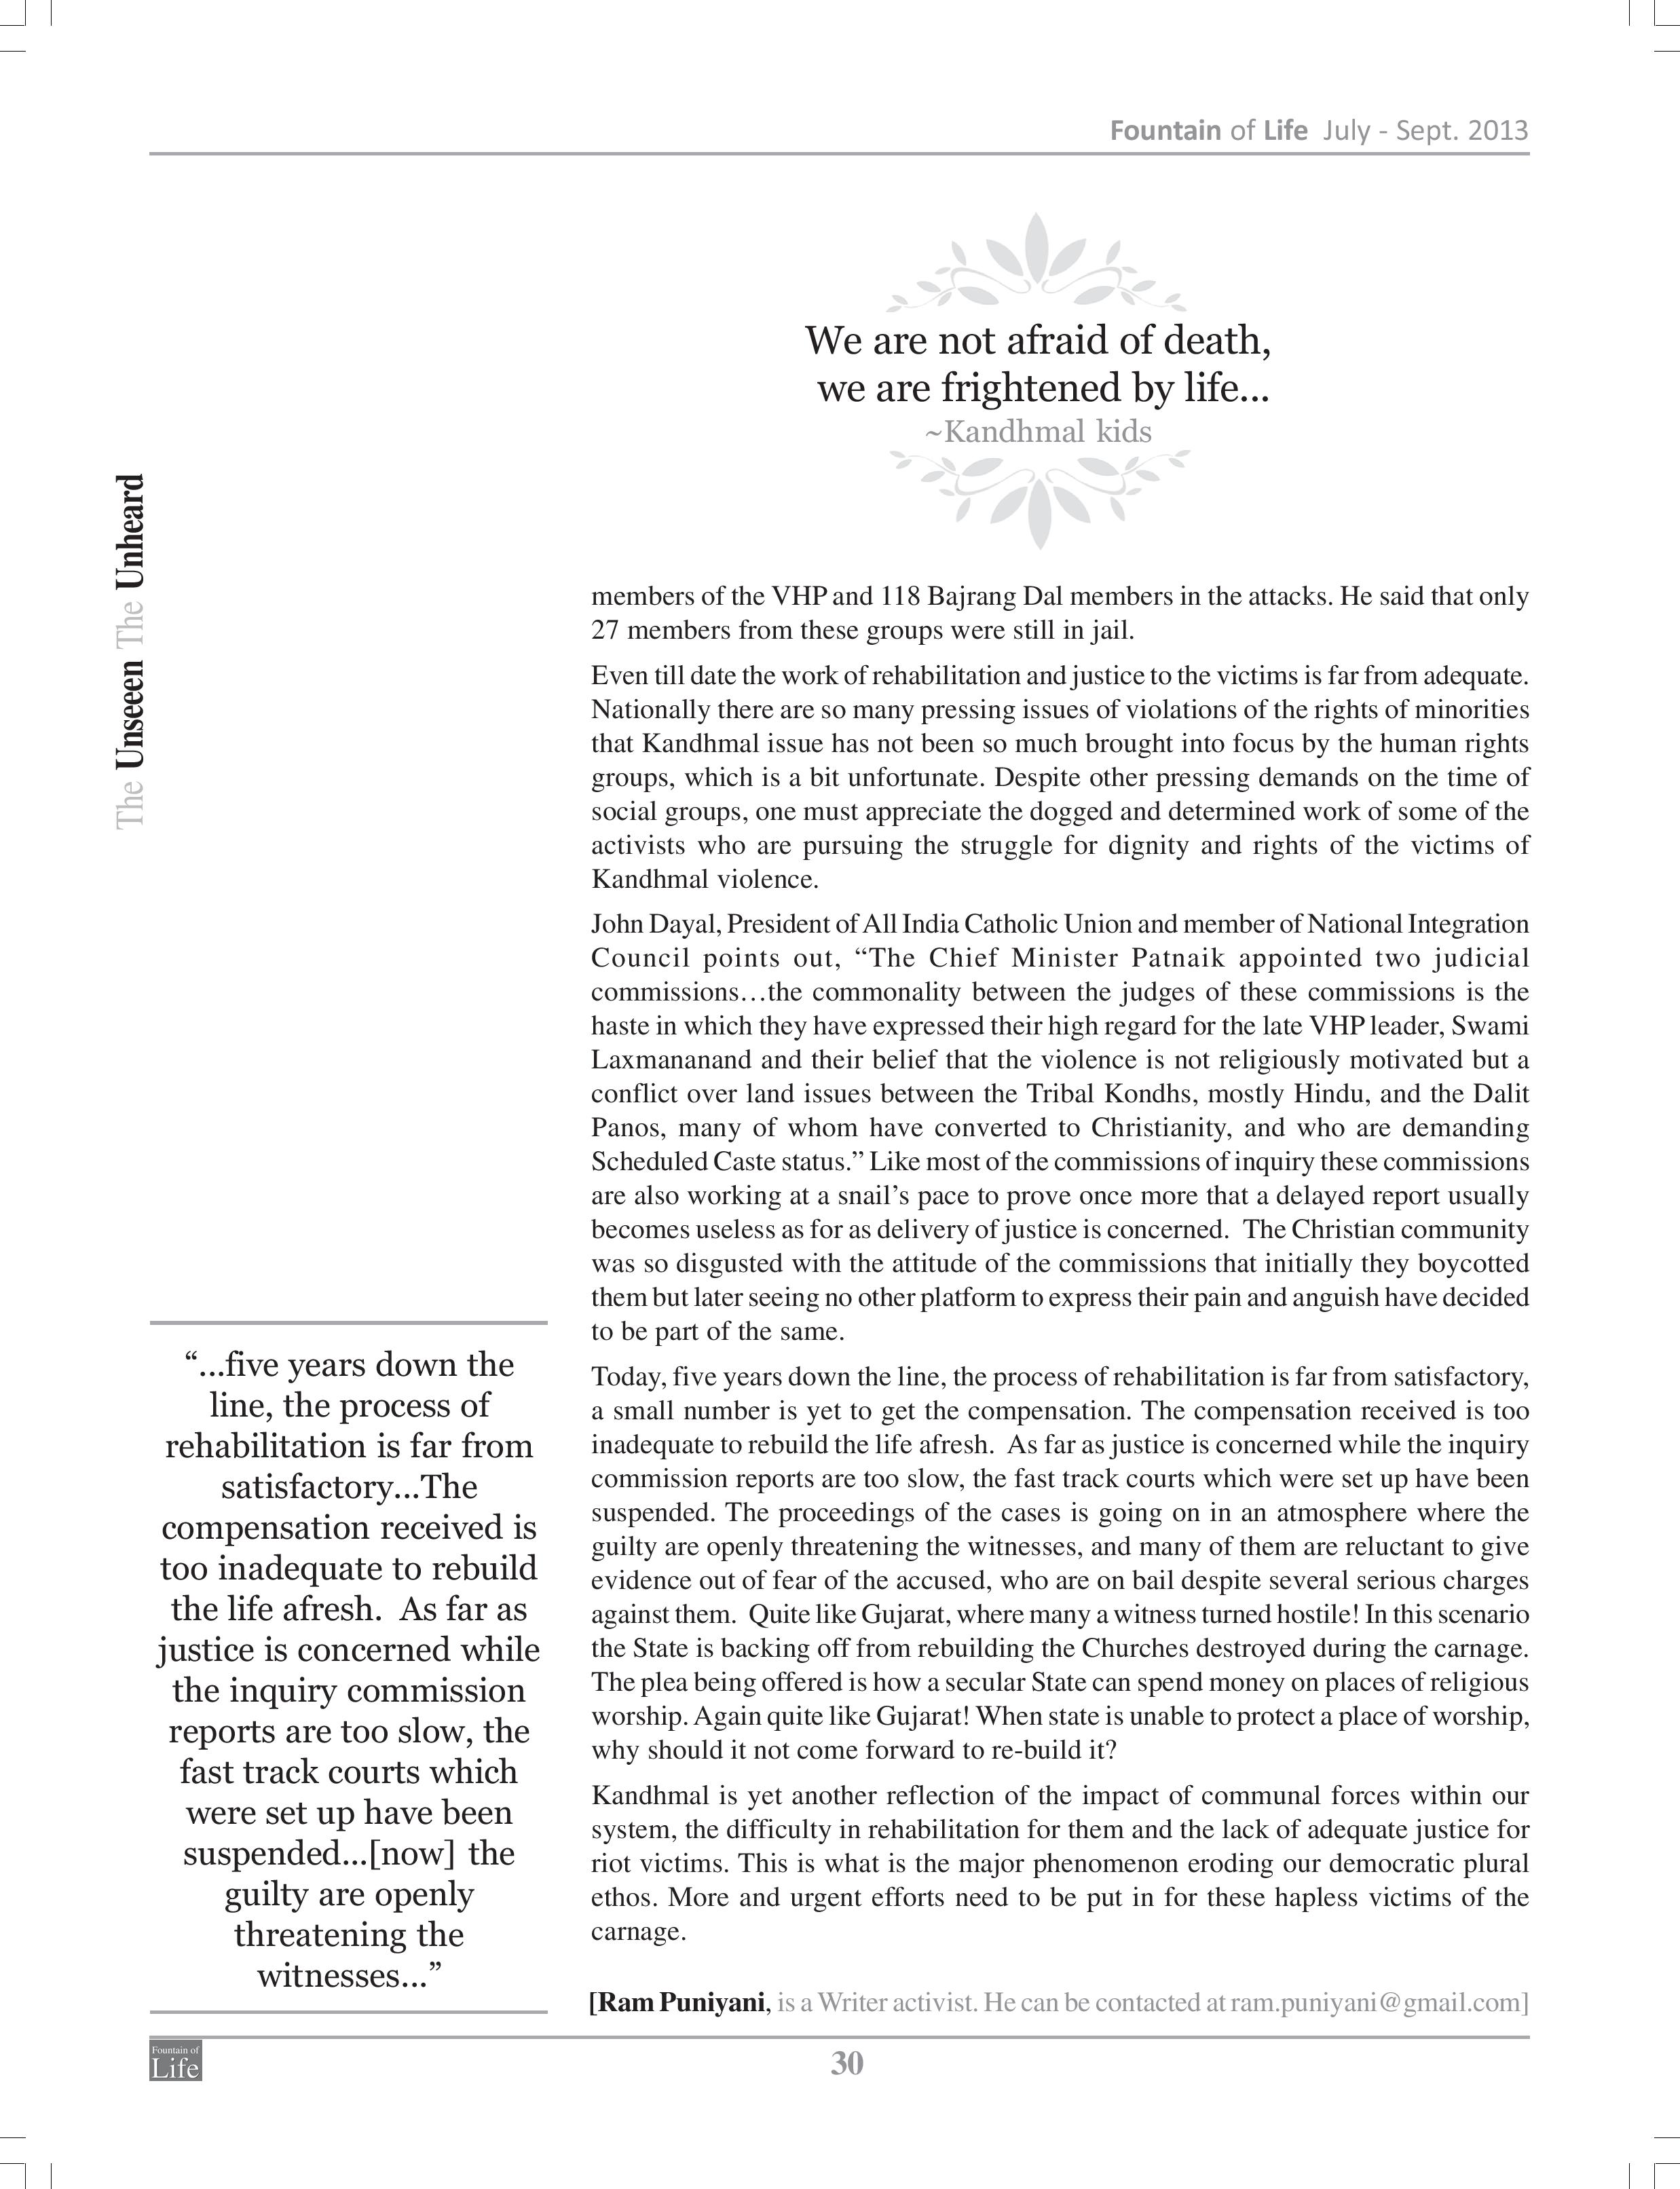 Fountain of Life July - Sept. 2013
We are not afraid of death,
we are frightened by life...
~Kandhmal kids
The Unseeen The Unheard
members of the VHP and 118 Bajrang Dal members in the attacks. He said that only
27 members from these groups were still in jail.
Even till date the work of rehabilitation and justice to the victims is far from adequate.
Nationally there are so many pressing issues of violations of the rights of minorities
that Kandhmal issue has not been so much brought into focus by the human rights
groups, which is a bit unfortunate. Despite other pressing demands on the time of
social groups, one must appreciate the dogged and determined work of some of the
activists who are pursuing the struggle for dignity and rights of the victims of
Kandhmal violence.
John Dayal, President of All India Catholic Union and member of National Integration
Council points out, “The Chief Minister Patnaik appointed two judicial
commissions…the commonality between the judges of these commissions is the
haste in which they have expressed their high regard for the late VHP leader, Swami
Laxmananand and their belief that the violence is not religiously motivated but a
conflict over land issues between the Tribal Kondhs, mostly Hindu, and the Dalit
Panos, many of whom have converted to Christianity, and who are demanding
Scheduled Caste status.” Like most of the commissions of inquiry these commissions
are also working at a snail’s pace to prove once more that a delayed report usually
becomes useless as for as delivery of justice is concerned. The Christian community
was so disgusted with the attitude of the commissions that initially they boycotted
them but later seeing no other platform to express their pain and anguish have decided
to be part of the same.
Today, five years down the line, the process of rehabilitation is far from satisfactory,
a small number is yet to get the compensation. The compensation received is too
inadequate to rebuild the life afresh. As far as justice is concerned while the inquiry
commission reports are too slow, the fast track courts which were set up have been
suspended. The proceedings of the cases is going on in an atmosphere where the
guilty are openly threatening the witnesses, and many of them are reluctant to give
evidence out of fear of the accused, who are on bail despite several serious charges
against them. Quite like Gujarat, where many a witness turned hostile! In this scenario
the State is backing off from rebuilding the Churches destroyed during the carnage.
The plea being offered is how a secular State can spend money on places of religious
worship. Again quite like Gujarat! When state is unable to protect a place of worship,
why should it not come forward to re-build it?
Kandhmal is yet another reflection of the impact of communal forces within our
system, the difficulty in rehabilitation for them and the lack of adequate justice for
riot victims. This is what is the major phenomenon eroding our democratic plural
ethos. More and urgent efforts need to be put in for these hapless victims of the
carnage.
[Ram Puniyani, is a Writer activist. He can be contacted at ram.puniyani@gmail.com]
“...five years down the
line, the process of
rehabilitation is far from
satisfactory...The
compensation received is
too inadequate to rebuild
the life afresh. As far as
justice is concerned while
the inquiry commission
reports are too slow, the
fast track courts which
were set up have been
suspended...[now] the
guilty are openly
threatening the
witnesses...”
Fountain of
Life
30